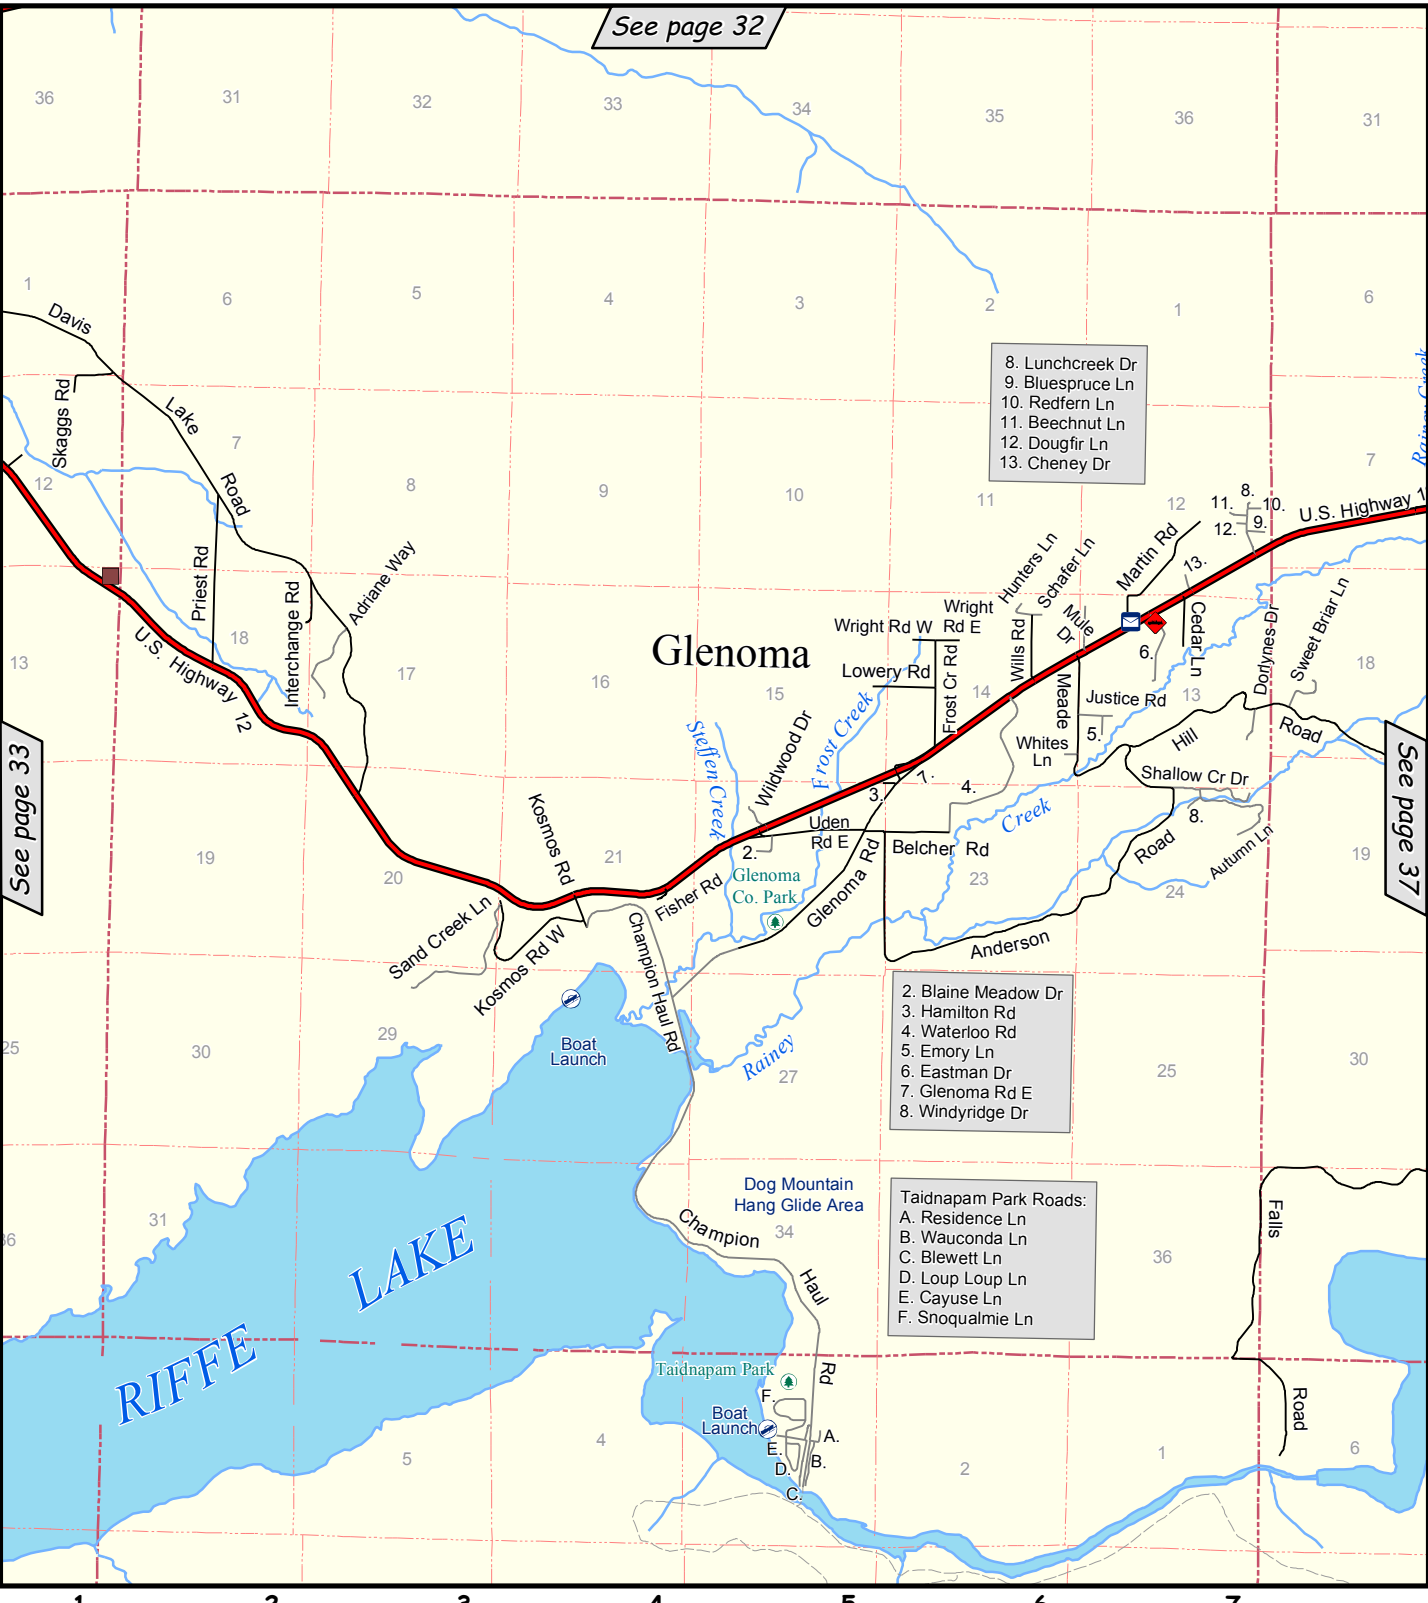 See page 32
36
31
32
33
34
35
36
31
1
6
5
4
3
2
1
6
Davis
Lake
Road
Skaggs Rd
8. Lunchcreek Dr
9. Bluespruce Ln
10. Redfern Ln
11. Beechnut Ln
12. Dougfir Ln
13. Cheney Dr
Rainey Creek
12
7
8
9
10
11
12
7
8.
11.
10.
12.
9.
U.S. Highway 1
Priest Rd
Interchange Rd
Adriane Way
Hunters Ln
Schafer Ln
Martin Rd
13.
U.S. Highway 12
Glenoma
Wright
Wright Rd W
Rd E
Lowery Rd
Frost Cr Rd
Wills Rd
Mule
Dr
Meade
Cedar Ln
6.
Dorlynes Dr
Sweet Briar Ln
13
18
17
16
15
14
13
18
Justice Rd
5.
Whites
Ln
Hill
Road
Steffen Creek
Frost Creek
Wildwood Dr
See page 33
See page 37
3.
7.
4.
Shallow Cr Dr
8.
Creek
Kosmos Rd
Uden
Rd E
2.
Belcher Rd
Road
Autumn Ln
19
20
21
23
24
19
Glenoma
Co. Park
Fisher Rd
Glenoma Rd
Sand Creek Ln
Kosmos Rd W
Champion Haul Rd
Anderson
Boat
Launch
Rainey
25
30
29
27
25
30
2. Blaine Meadow Dr
3. Hamilton Rd
4. Waterloo Rd
5. Emory Ln
6. Eastman Dr
7. Glenoma Rd E
8. Windyridge Dr
Dog Mountain
Hang Glide Area
34
Taidnapam Park Roads:
A. Residence Ln
B. Wauconda Ln
C. Blewett Ln
D. Loup Loup Ln
E. Cayuse Ln
F. Snoqualmie Ln
36
31
36
Falls
Champion
Haul
Rd
RIFFE LAKE
Taidnapam Park
F.
Boat
Launch
A.
E.
B.
D.
C.
Road
5
4
2
1
6
1
2
3
4
5
6
7